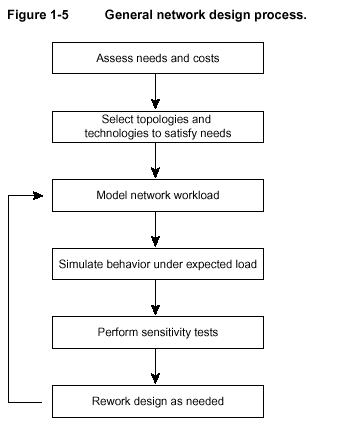 Figure 1-5 General network design process.
Assess needs and costs
Select topologies and
technologies to satisfy needs
Model network workload
Simulate behavior under expected load
Perform sensitivity tests
Rework design as needed